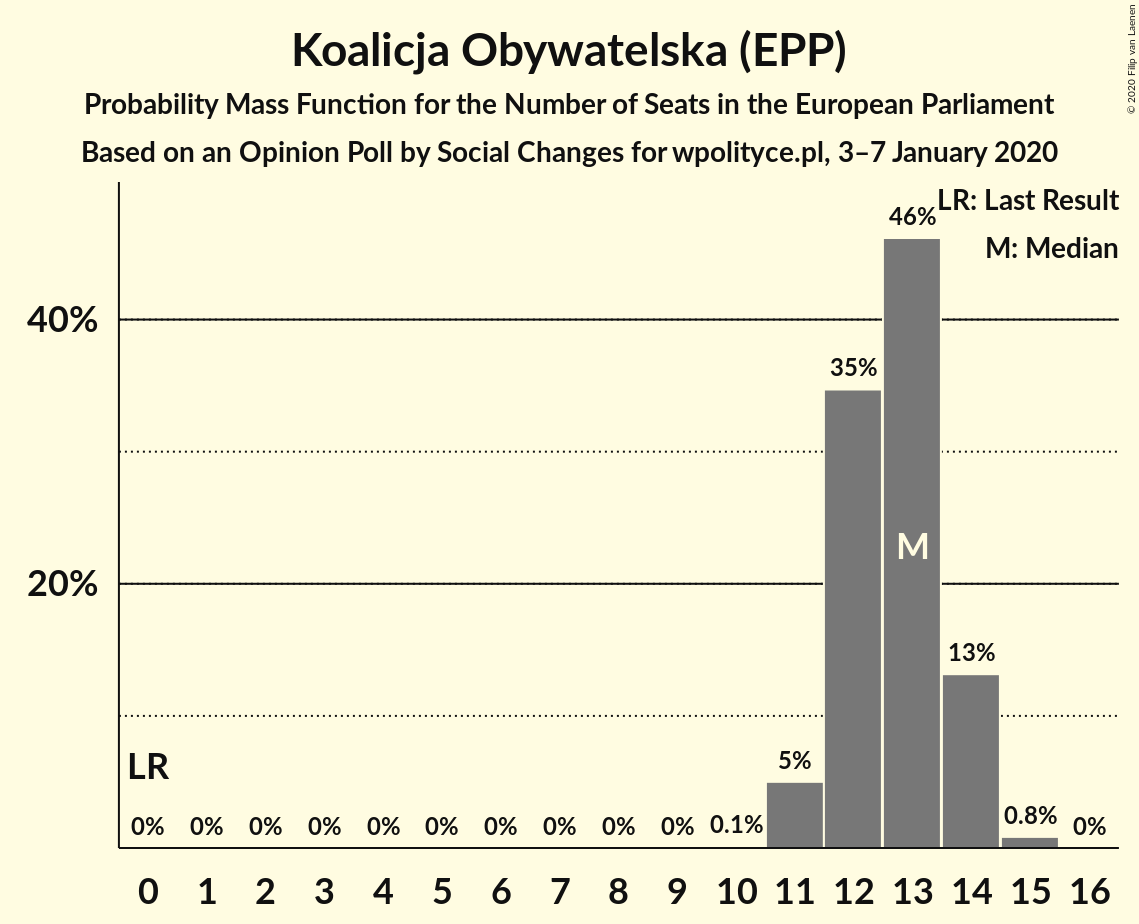 Koalicja Obywatelska (EPP)
Probability Mass Function for the Number of Seats in the European Parliament
Based on an Opinion Poll by Social Changes for wpolityce.pl, 3–7 January 2020
© 2020 Filip van Laenen
LR: Last Result
M: Median
46%
40%
35%
M
20%
13%
LR
5%
0% 0% 0% 0% 0% 0% 0% 0% 0% 0% 0.1% 0.8% 0%
0 1 2 3 4 5 6 7 8 9 10 11 12 13 14 15 16